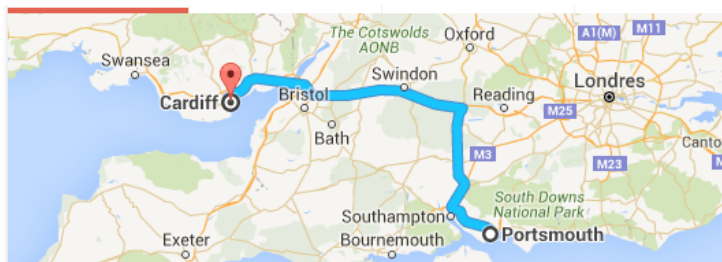 The Cotswolds
AONB
Oxford
A1(M)
M11
Swansea
Swindon
Londres
Cardiff
Bristol
Reading
M25
Bath
M3
M23
South Downs
National Park
Southampton
Portsmouth
Exeter
Bournemouth